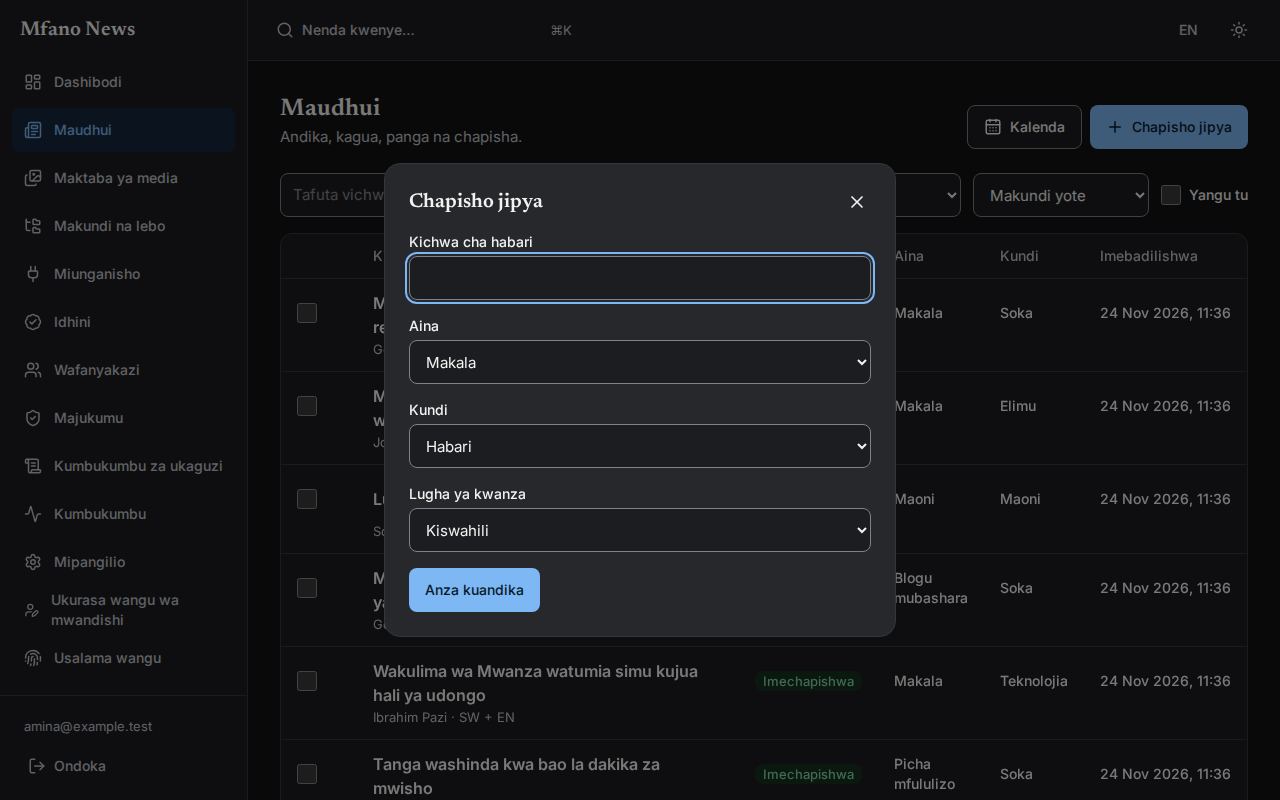 Mfano News
Nenda kwenye...
⌘K
EN
Dashibodi
Maudhui
Maktaba ya media
Makundi na lebo
Miunganisho
Idhini
Wafanyakazi
Majukumu
Kumbukumbu za ukaguzi
Kumbukumbu
Mipangilio
Ukurasa wangu wa
mwandishi
Usalama wangu
amina@example.test
Ondoka
Maudhui
Andika, kagua, panga na chapisha.
Kalenda
Chapisho jipya
Makundi yote
Yangu tu
Aina
Kundi
Imebadilishwa
Makala
Soka
24 Nov 2026, 11:36
Makala
Elimu
24 Nov 2026, 11:36
Maoni
Maoni
24 Nov 2026, 11:36
Blogu
mubashara
Soka
24 Nov 2026, 11:36
Wakulima wa Mwanza watumia simu kujua
hali ya udongo
Ibrahim Pazi · SW + EN
Imechapishwa
Makala
Teknolojia
24 Nov 2026, 11:36
Tanga washinda kwa bao la dakika za
mwisho
Imechapishwa
Picha
mfululizo
Soka
24 Nov 2026, 11:36
Chapisho jipya
Kichwa cha habari
Aina
Makala
Kundi
Habari
Lugha ya kwanza
Kiswahili
Anza kuandika